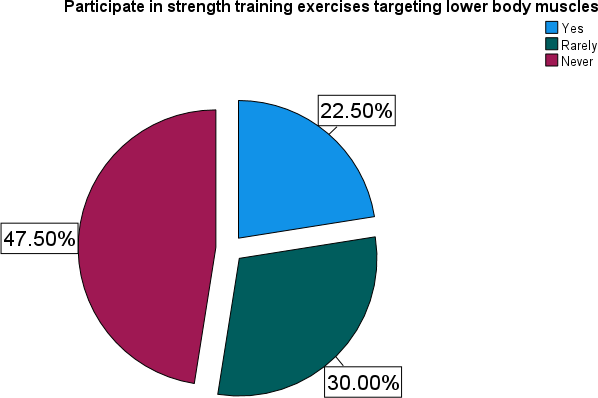 Participate in strength training exercises targeting lower body muscles
Yes
Rarely
Never
22.50%
47.50%
30.00%